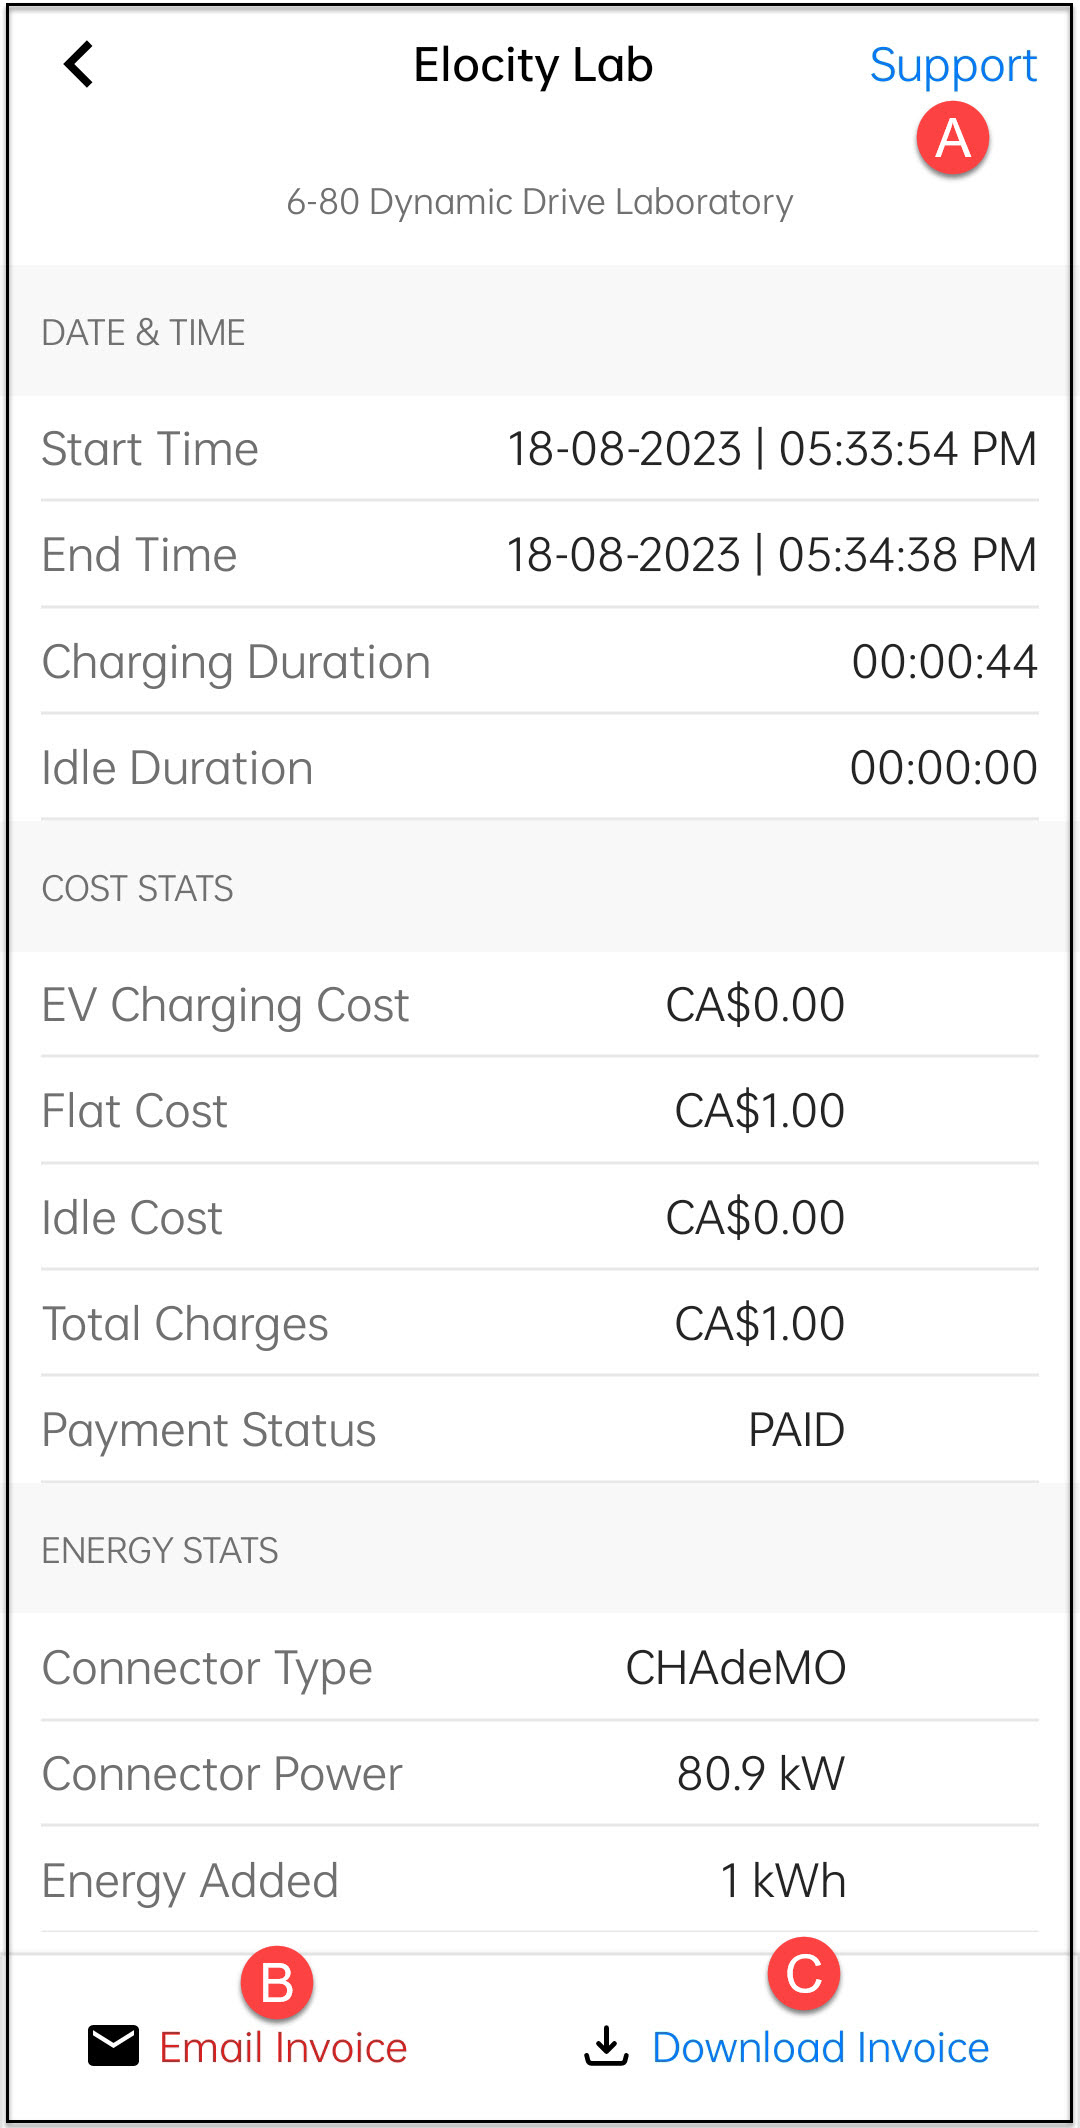 Elocity Lab Support
A
6-80 Dynamic Drive Laboratory
DATE & TIME
Start Time 18-08-2023 | 05:33:54 PM
End Time 18-08-2023 | 05:34:38 PM
Charging Duration 00:00:44
Idle Duration 00:00:00
COST STATS
EV Charging Cost CA$0.00
Flat Cost CA$1.00
Idle Cost CA$0.00
Total Charges CA$1.00
Payment Status PAID
ENERGY STATS
Connector Type CHAdeMO
Connector Power 80.9 kW
Energy Added 1 kWh
B C
Email Invoice Download Invoice